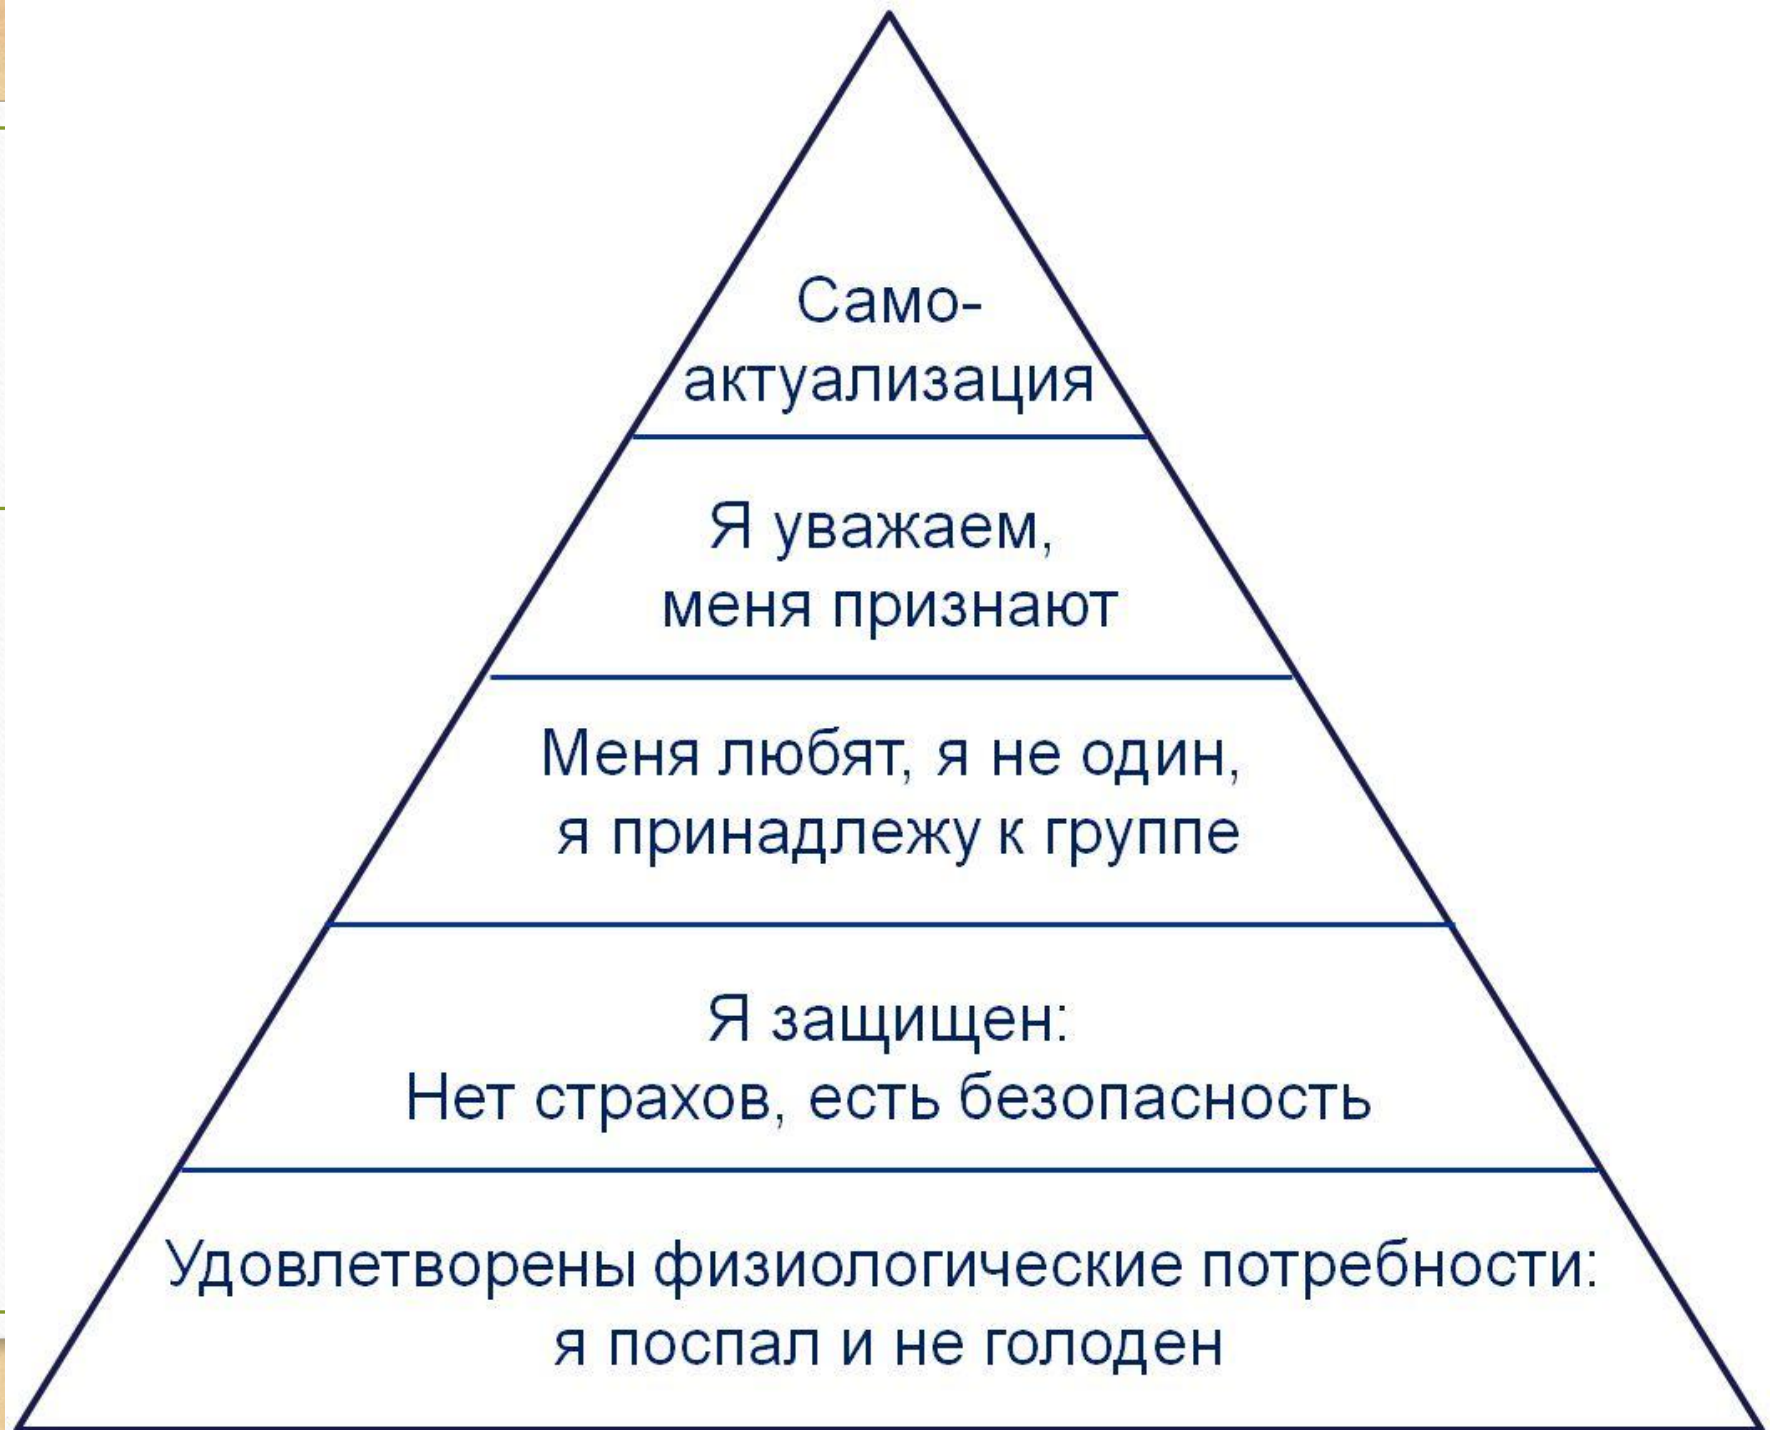 Само-
актуализация
Я уважаем,
меня признают
Меня любят, я не один,
я принадлежу к группе
Я защищен:
Нет страхов, есть безопасность
Удовлетворены физиологические потребности:
я поспал и не голоден